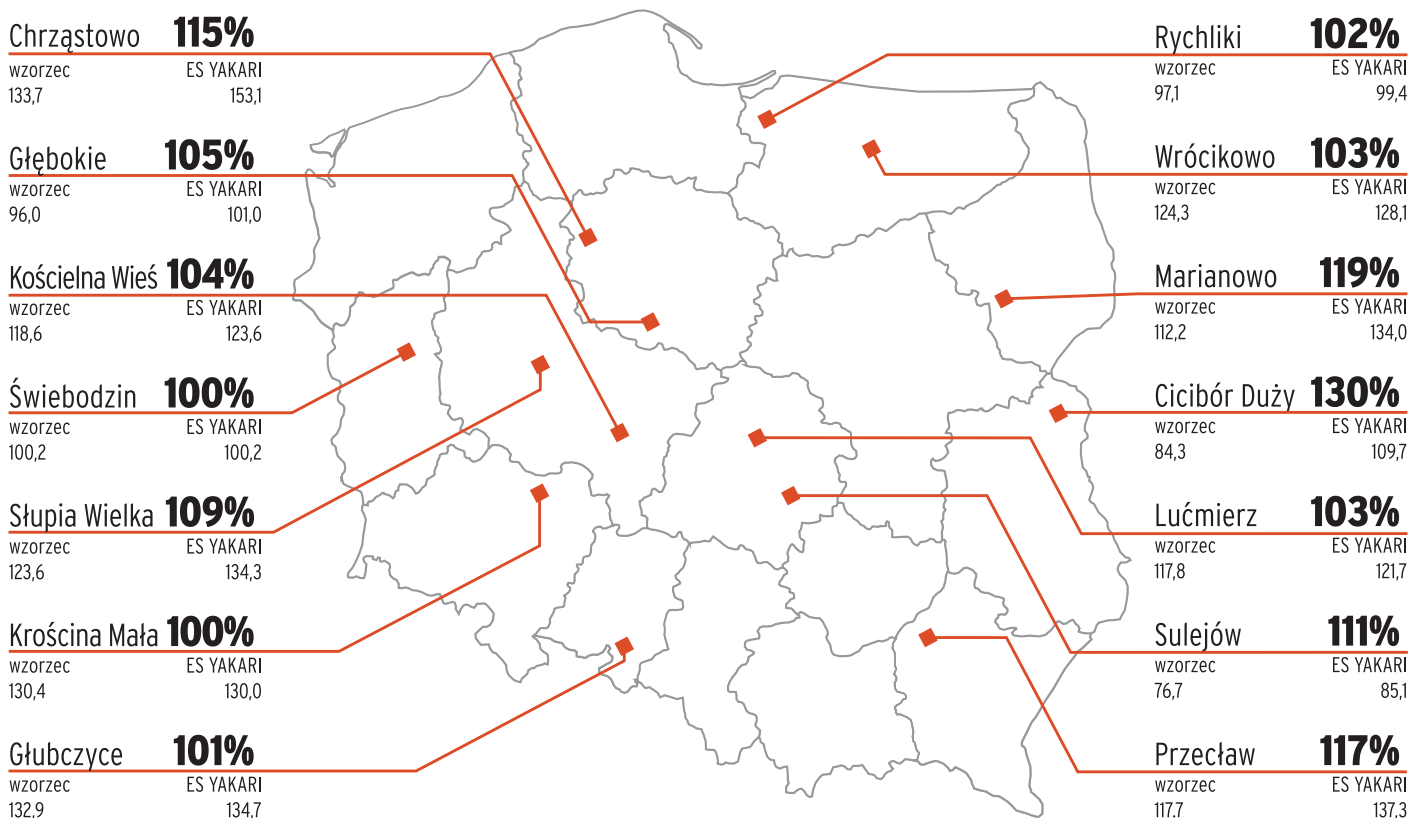 Chrząstowo 115%
wzorzec ES YAKARI
133,7 153,1
Głębokie 105%
wzorzec ES YAKARI
96,0 101,0
Kościelna Wieś 104%
wzorzec ES YAKARI
118,6 123,6
Świebodzin 100%
wzorzec ES YAKARI
100,2 100,2
Słupia Wielka 109%
wzorzec ES YAKARI
123,6 134,3
Krościna Mała 100%
wzorzec ES YAKARI
130,4 130,0
Głubczyce 101%
wzorzec ES YAKARI
132,9 134,7
Rychliki 102%
wzorzec ES YAKARI
97,1 99,4
Wrócikowo 103%
wzorzec ES YAKARI
124,3 128,1
Marianowo 119%
wzorzec ES YAKARI
112,2 134,0
Cicibór Duży 130%
wzorzec ES YAKARI
84,3 109,7
Lućmierz 103%
wzorzec ES YAKARI
117,8 121,7
Sulejów 111%
wzorzec ES YAKARI
76,7 85,1
Przecław 117%
wzorzec ES YAKARI
117,7 137,3